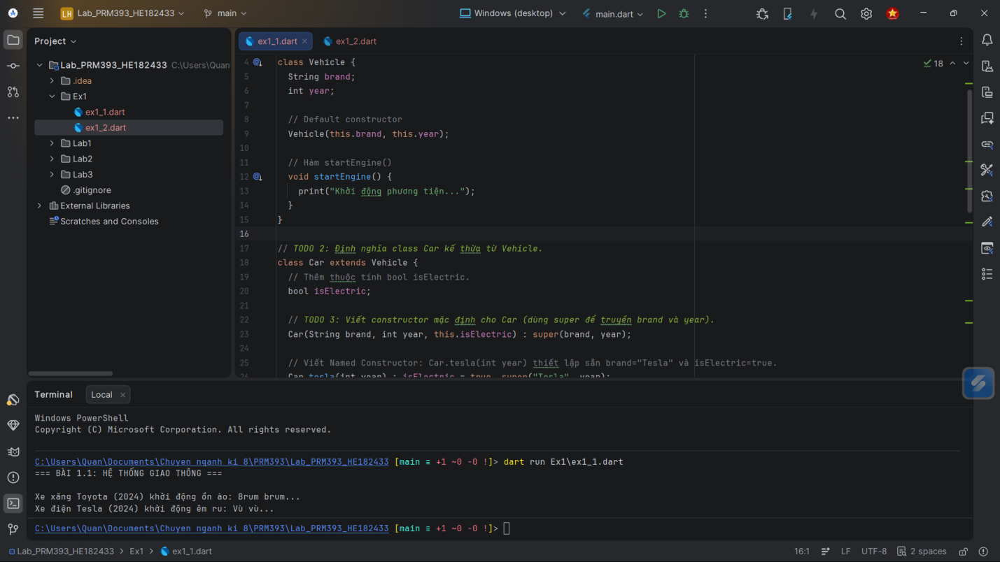 LH Lab_PRM393_HE182433 main Windows (desktop) main.dart
Project
Lab_PRM393_HE182433 C:\Users\Quan
.idea
Ex1
ex1_1.dart
ex1_2.dart
Lab1
Lab2
Lab3
.gitignore
External Libraries
Scratches and Consoles
ex1_1.dart ex1_2.dart
18
4 class Vehicle {
5 String brand;
6 int year;
7
8 // Default constructor
9 Vehicle(this.brand, this.year);
10
11 // Hàm startEngine()
12 void startEngine() {
13 print("Khởi động phương tiện...");
14 }
15 }
16
17 // TODO 2: Định nghĩa class Car kế thừa từ Vehicle.
18 class Car extends Vehicle {
19 // Thêm thuộc tính bool isElectric.
20 bool isElectric;
21
22 // TODO 3: Viết constructor mặc định cho Car (dùng super để truyền brand và year).
23 Car(String brand, int year, this.isElectric) : super(brand, year);
24
25 // Viết Named Constructor: Car.tesla(int year) thiết lập sẵn brand="Tesla" và isElectric=true.
26 Car.tesla(int year) : isElectric = true, super("Tesla", year);
Terminal Local
Windows PowerShell
Copyright (C) Microsoft Corporation. All rights reserved.
C:\Users\Quan\Documents\Chuyen nganh ki 8\PRM393\Lab_PRM393_HE182433 [main ≡ +1 ~0 -0 !]> dart run Ex1\ex1_1.dart
=== BÀI 1.1: HỆ THỐNG GIAO THÔNG ===
Xe xăng Toyota (2024) khởi động ồn ào: Brum brum...
Xe điện Tesla (2024) khởi động êm ru: Vù vù...
C:\Users\Quan\Documents\Chuyen nganh ki 8\PRM393\Lab_PRM393_HE182433 [main ≡ +1 ~0 -0 !]>
Lab_PRM393_HE182433 > Ex1 > ex1_1.dart 16:1 LF UTF-8 2 spaces